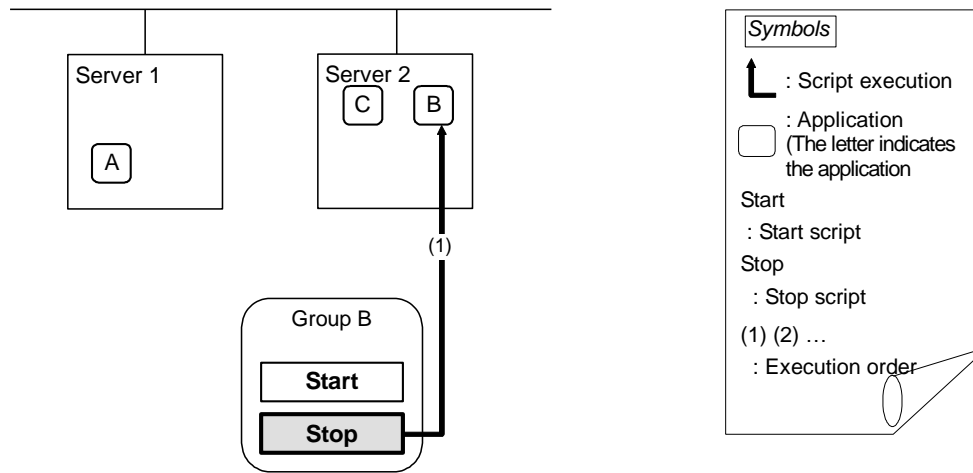 Server 1
Server 2
C
B
A
(1)
Group B
Start
Stop
Symbols
: Script execution
: Application
(The letter indicates
the application
Start
: Start script
Stop
: Stop script
(1) (2) …
: Execution order